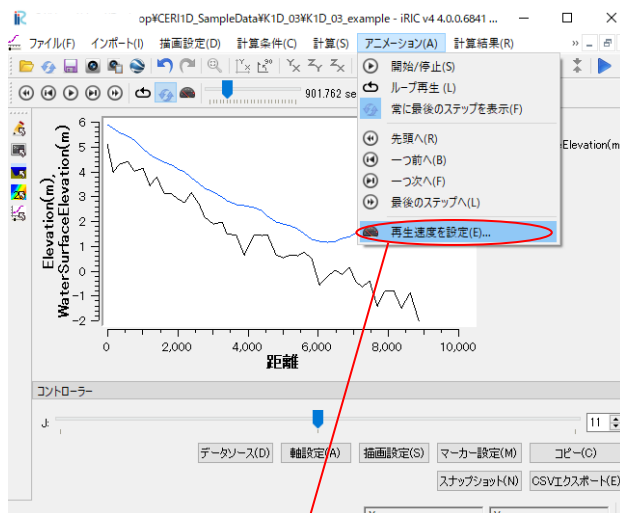 op¥CERI1D_SampleData¥K1D_03¥K1D_03_example - iRIC v4 4.0.0.6841 ...
ファイル(F) インポート(I) 描画設定(D) 計算条件(C) 計算(S) アニメーション(A) 計算結果(R)
開始/停止(S)
ループ再生 (L)
901.762 se
常に最後のステップを表示(F)
先頭へ(R)
一つ前へ(B)
一つ次へ(F)
最後のステップへ(L)
再生速度を設定(E)...
Elevation(m
Elevation(m),
WaterSurfaceElevation(m)
6
5
4
3
2
1
0
-1
-2
0 2,000 4,000 6,000 8,000 10,000
距離
コントローラー
J: 11
データソース(D) 軸設定(A) 描画設定(S) マーカー設定(M) コピー(C)
スナップショット(N) CSVエクスポート(E)